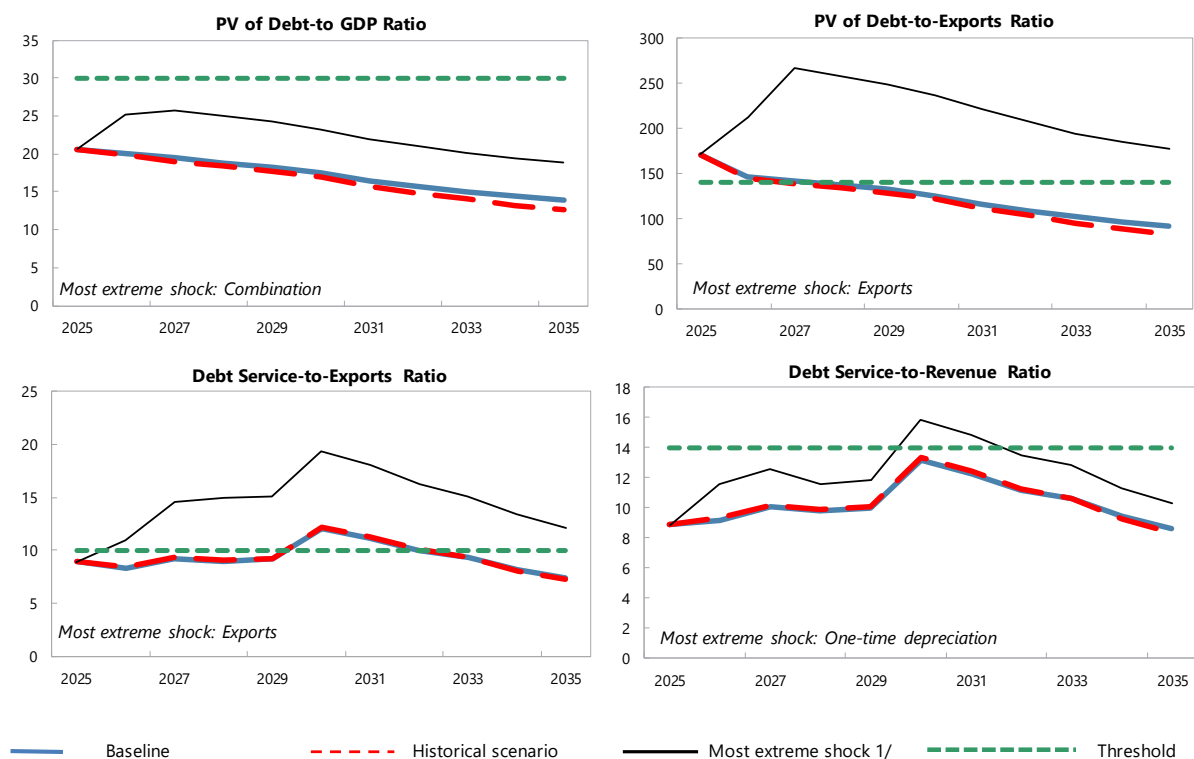 PV of Debt-to GDP Ratio
35
30
25
20
15
10
5
0
Most extreme shock: Combination
2025 2027 2029 2031 2033 2035
PV of Debt-to-Exports Ratio
300
250
200
150
100
50
0
Most extreme shock: Exports
2025 2027 2029 2031 2033 2035
Debt Service-to-Exports Ratio
25
20
15
10
5
0
Most extreme shock: Exports
2025 2027 2029 2031 2033 2035
Debt Service-to-Revenue Ratio
18
16
14
12
10
8
6
4
2
0
Most extreme shock: One-time depreciation
2025 2027 2029 2031 2033 2035
Baseline Historical scenario Most extreme shock 1/ Threshold